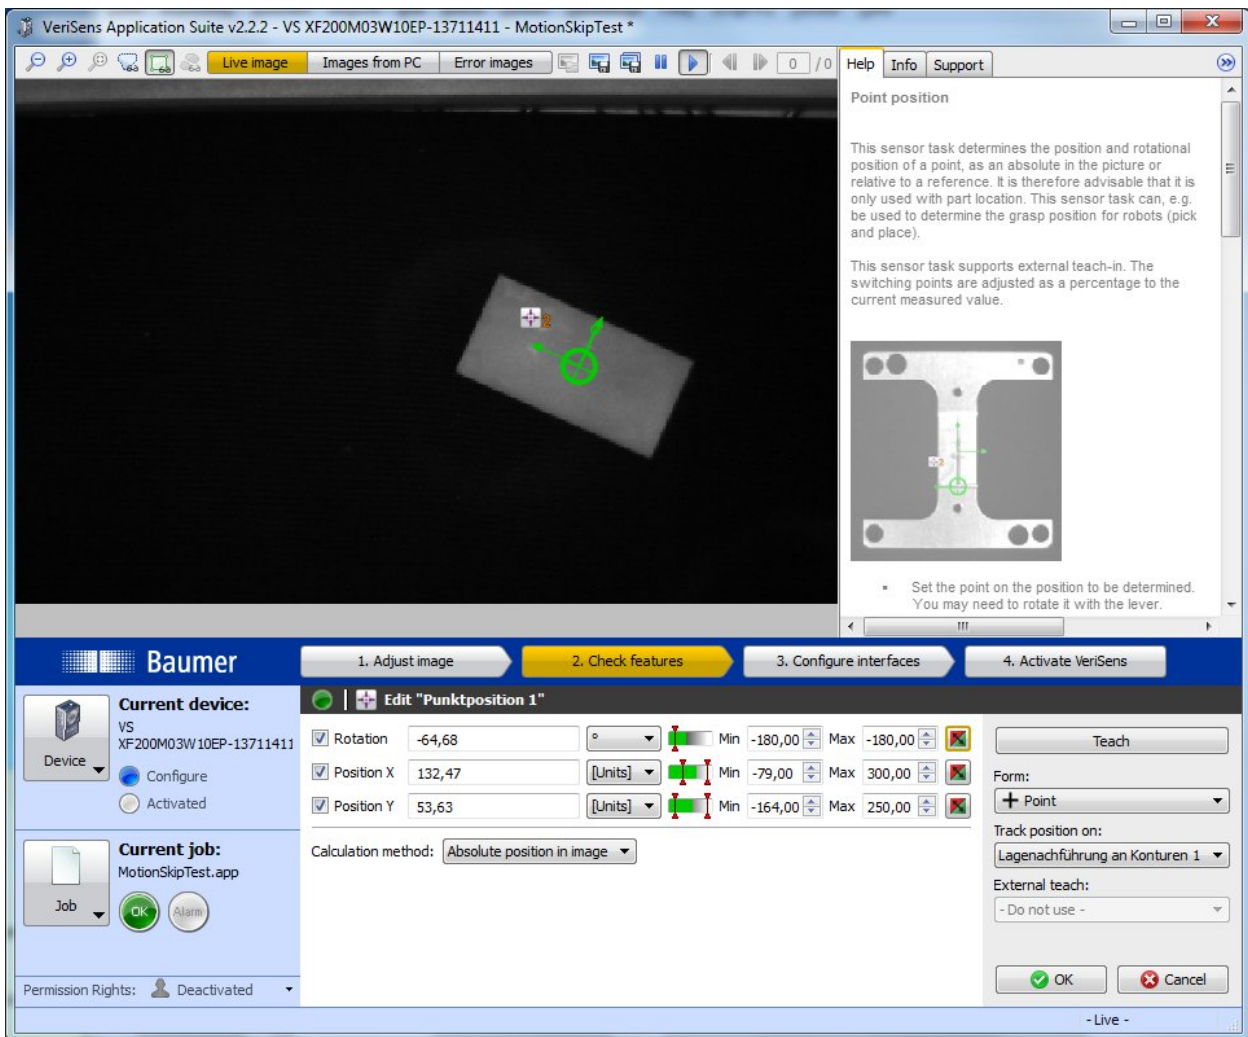 VeriSens Application Suite v2.2.2 - VS XF200M03W10EP-13711411 - MotionSkipTest *
Live image
Images from PC
Error images
0 / 0
Help
Info
Support
Point position
This sensor task determines the position and rotational
position of a point, as an absolute in the picture or
relative to a reference. It is therefore advisable that it is
only used with part location. This sensor task can, e.g.
be used to determine the grasp position for robots (pick
and place).
This sensor task supports external teach-in. The
switching points are adjusted as a percentage to the
current measured value.
2
2
▪ Set the point on the position to be determined.
You may need to rotate it with the lever.
Baumer
1. Adjust image
2. Check features
3. Configure interfaces
4. Activate VeriSens
Device
Current device:
VS
XF200M03W10EP-13711411
Configure
Activated
Job
Current job:
MotionSkipTest.app
OK
Alarm
Permission Rights: Deactivated
Edit "Punktposition 1"
Rotation -64,68 ° Min -180,00 Max -180,00
Position X 132,47 [Units] Min -79,00 Max 300,00
Position Y 53,63 [Units] Min -164,00 Max 250,00
Calculation method: Absolute position in image
Teach
Form:
Point
Track position on:
Lagenachführung an Konturen 1
External teach:
- Do not use -
OK
Cancel
- Live -